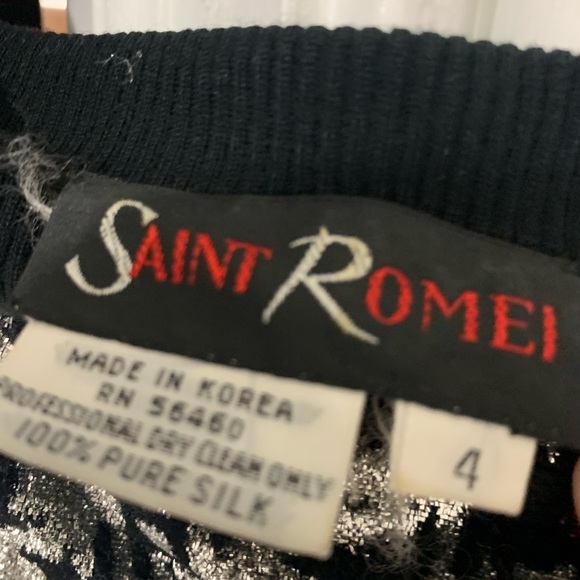 SAINT ROMEI
MADE IN KOREA
RN 56460
PROFESSIONAL DRY CLEAN ONLY
100% PURE SILK
4